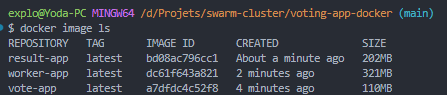 explo@Yoda-PC MINGW64 /d/Projets/swarm-cluster/voting-app-docker (main)
$ docker image ls
REPOSITORY TAG IMAGE ID CREATED SIZE
result-app latest bd08ac796cc1 About a minute ago 202MB
worker-app latest dc61f643a821 2 minutes ago 321MB
vote-app latest a7dfdc4c52f8 4 minutes ago 110MB